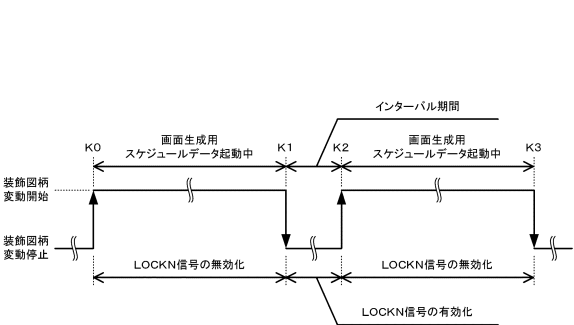 インターバル期間
画面生成用
スケジュールデータ起動中
画面生成用
スケジュールデータ起動中
K0
K1
K2
K3
装飾図柄
変動開始
装飾図柄
変動停止
LOCKN信号の無効化
LOCKN信号の無効化
LOCKN信号の有効化